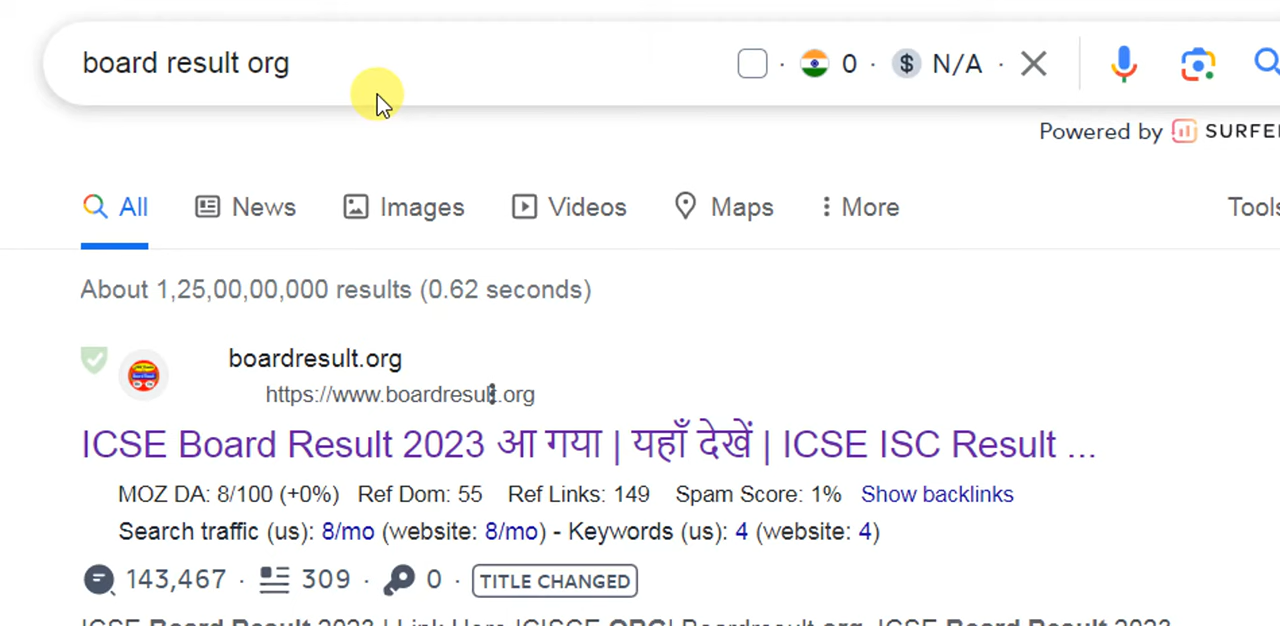 board result org
0 · $ N/A ·
Powered by SURFE
All News Images Videos Maps More Tools
About 1,25,00,00,000 results (0.62 seconds)
boardresult.org
https://www.boardresult.org
ICSE Board Result 2023 आ गया | यहाँ देखें | ICSE ISC Result ...
MOZ DA: 8/100 (+0%) Ref Dom: 55 Ref Links: 149 Spam Score: 1% Show backlinks
Search traffic (us): 8/mo (website: 8/mo) - Keywords (us): 4 (website: 4)
143,467 · 309 · 0 · TITLE CHANGED